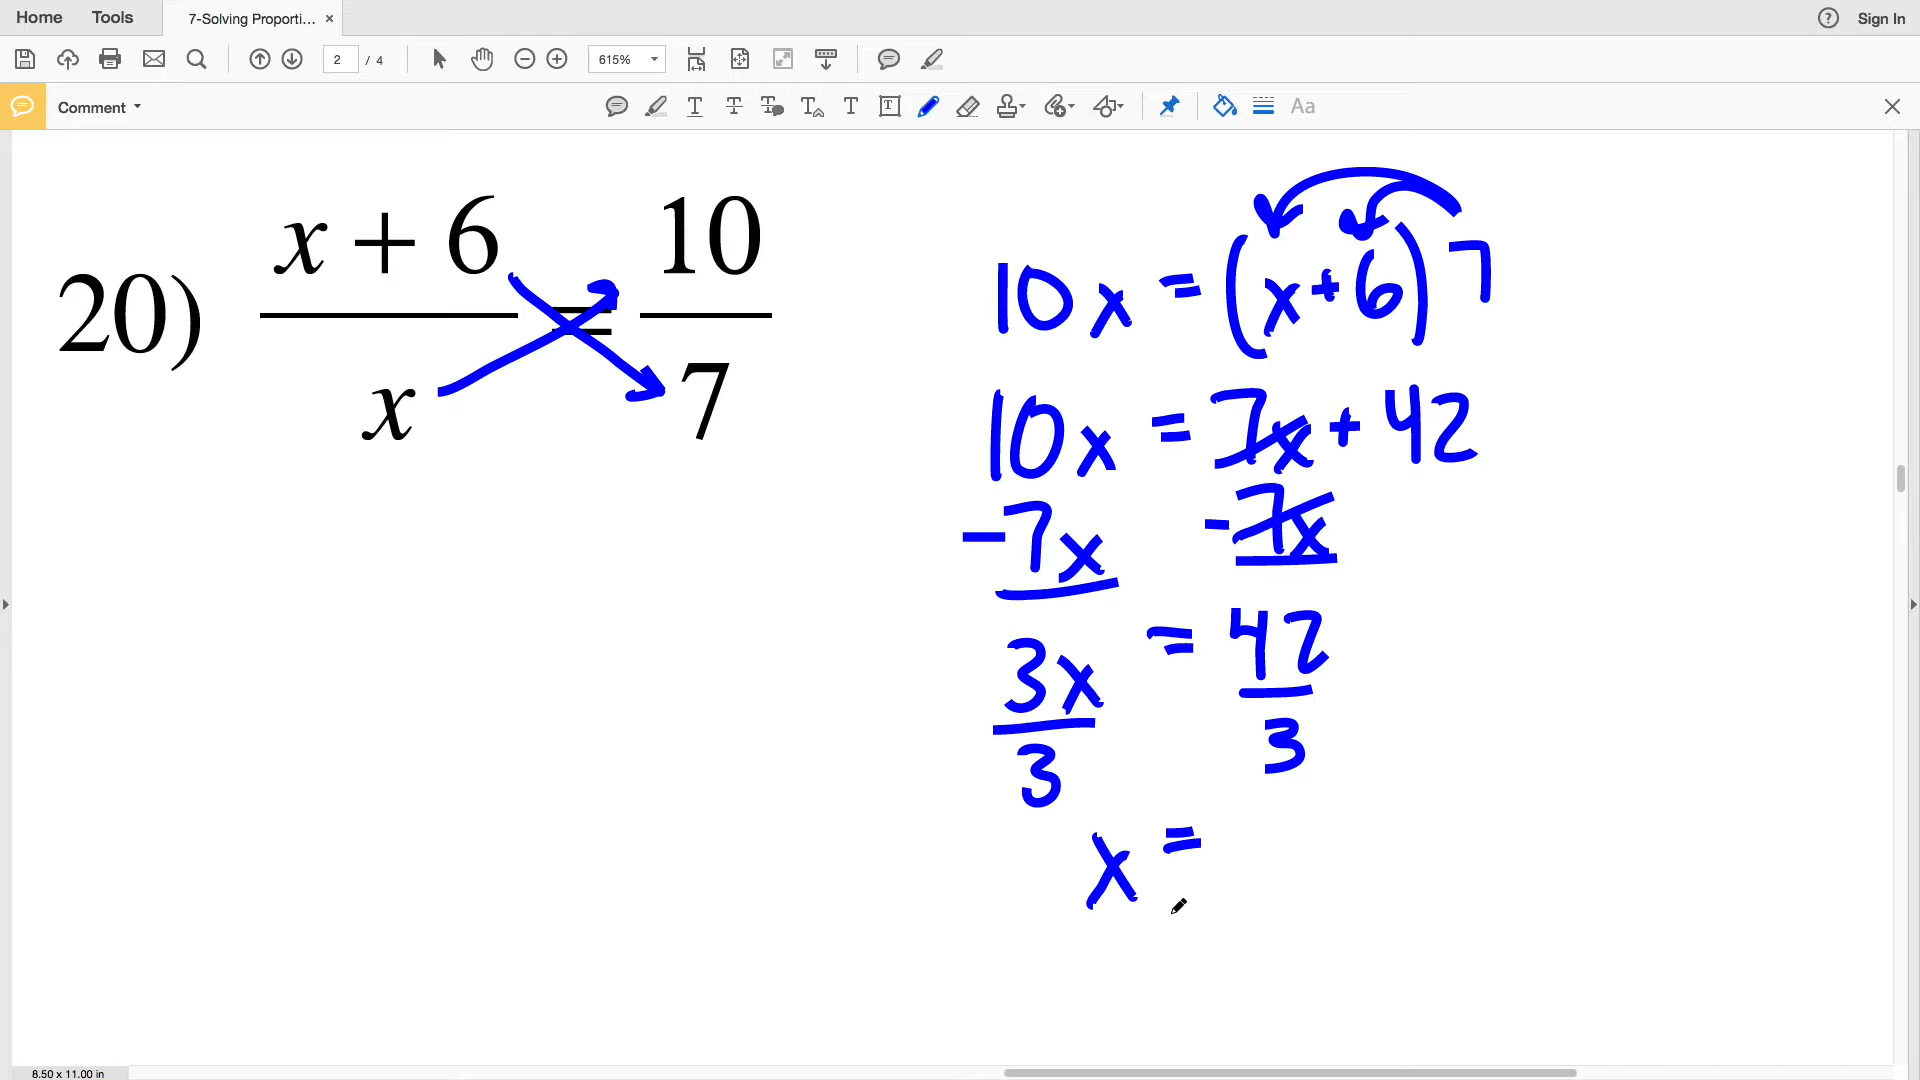 Home Tools 7-Solving Proporti... × ? Sign In
2 / 4 615%
Comment T T T T T T Aa
20) x + 6 / x = 10 / 7
10x = (x+6)7
10x = 7x + 42
-7x -7x
3x = 42
3 3
x =
8.50 x 11.00 in